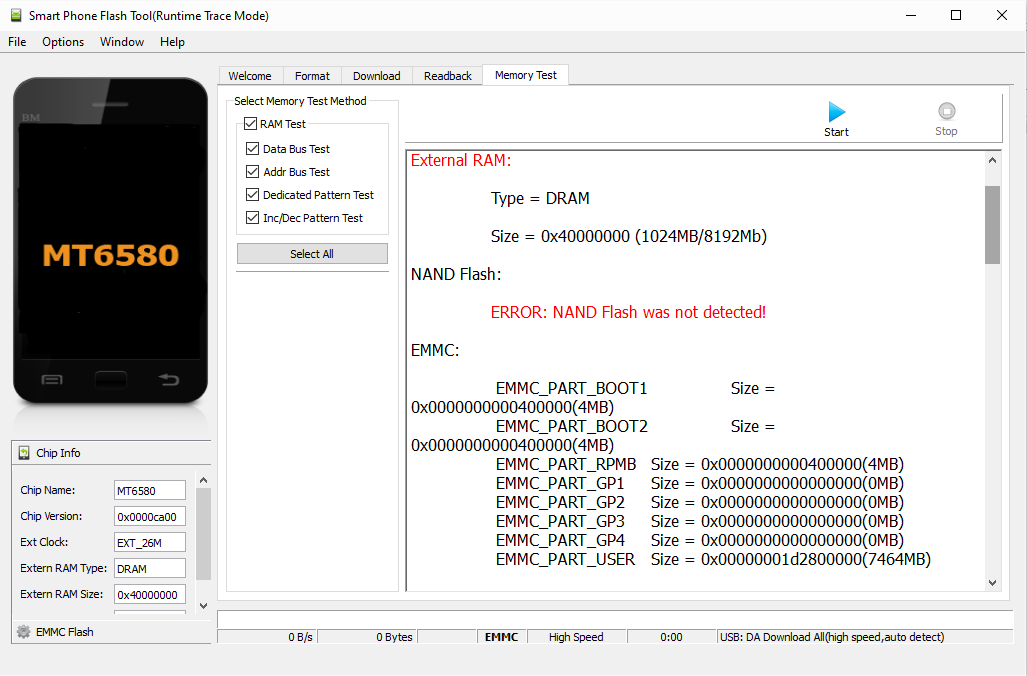 Smart Phone Flash Tool(Runtime Trace Mode)
File Options Window Help
BM
MT6580
Chip Info
Chip Name: MT6580
Chip Version: 0x0000ca00
Ext Clock: EXT_26M
Extern RAM Type: DRAM
Extern RAM Size: 0x40000000
EMMC Flash
Welcome Format Download Readback Memory Test
Select Memory Test Method
RAM Test
Data Bus Test
Addr Bus Test
Dedicated Pattern Test
Inc/Dec Pattern Test
Select All
Start Stop
External RAM:
Type = DRAM
Size = 0x40000000 (1024MB/8192Mb)
NAND Flash:
ERROR: NAND Flash was not detected!
EMMC:
EMMC_PART_BOOT1 Size =
0x0000000000400000(4MB)
EMMC_PART_BOOT2 Size =
0x0000000000400000(4MB)
EMMC_PART_RPMB Size = 0x0000000000400000(4MB)
EMMC_PART_GP1 Size = 0x0000000000000000(0MB)
EMMC_PART_GP2 Size = 0x0000000000000000(0MB)
EMMC_PART_GP3 Size = 0x0000000000000000(0MB)
EMMC_PART_GP4 Size = 0x0000000000000000(0MB)
EMMC_PART_USER Size = 0x00000001d2800000(7464MB)
0 B/s 0 Bytes EMMC High Speed 0:00 USB: DA Download All(high speed,auto detect)